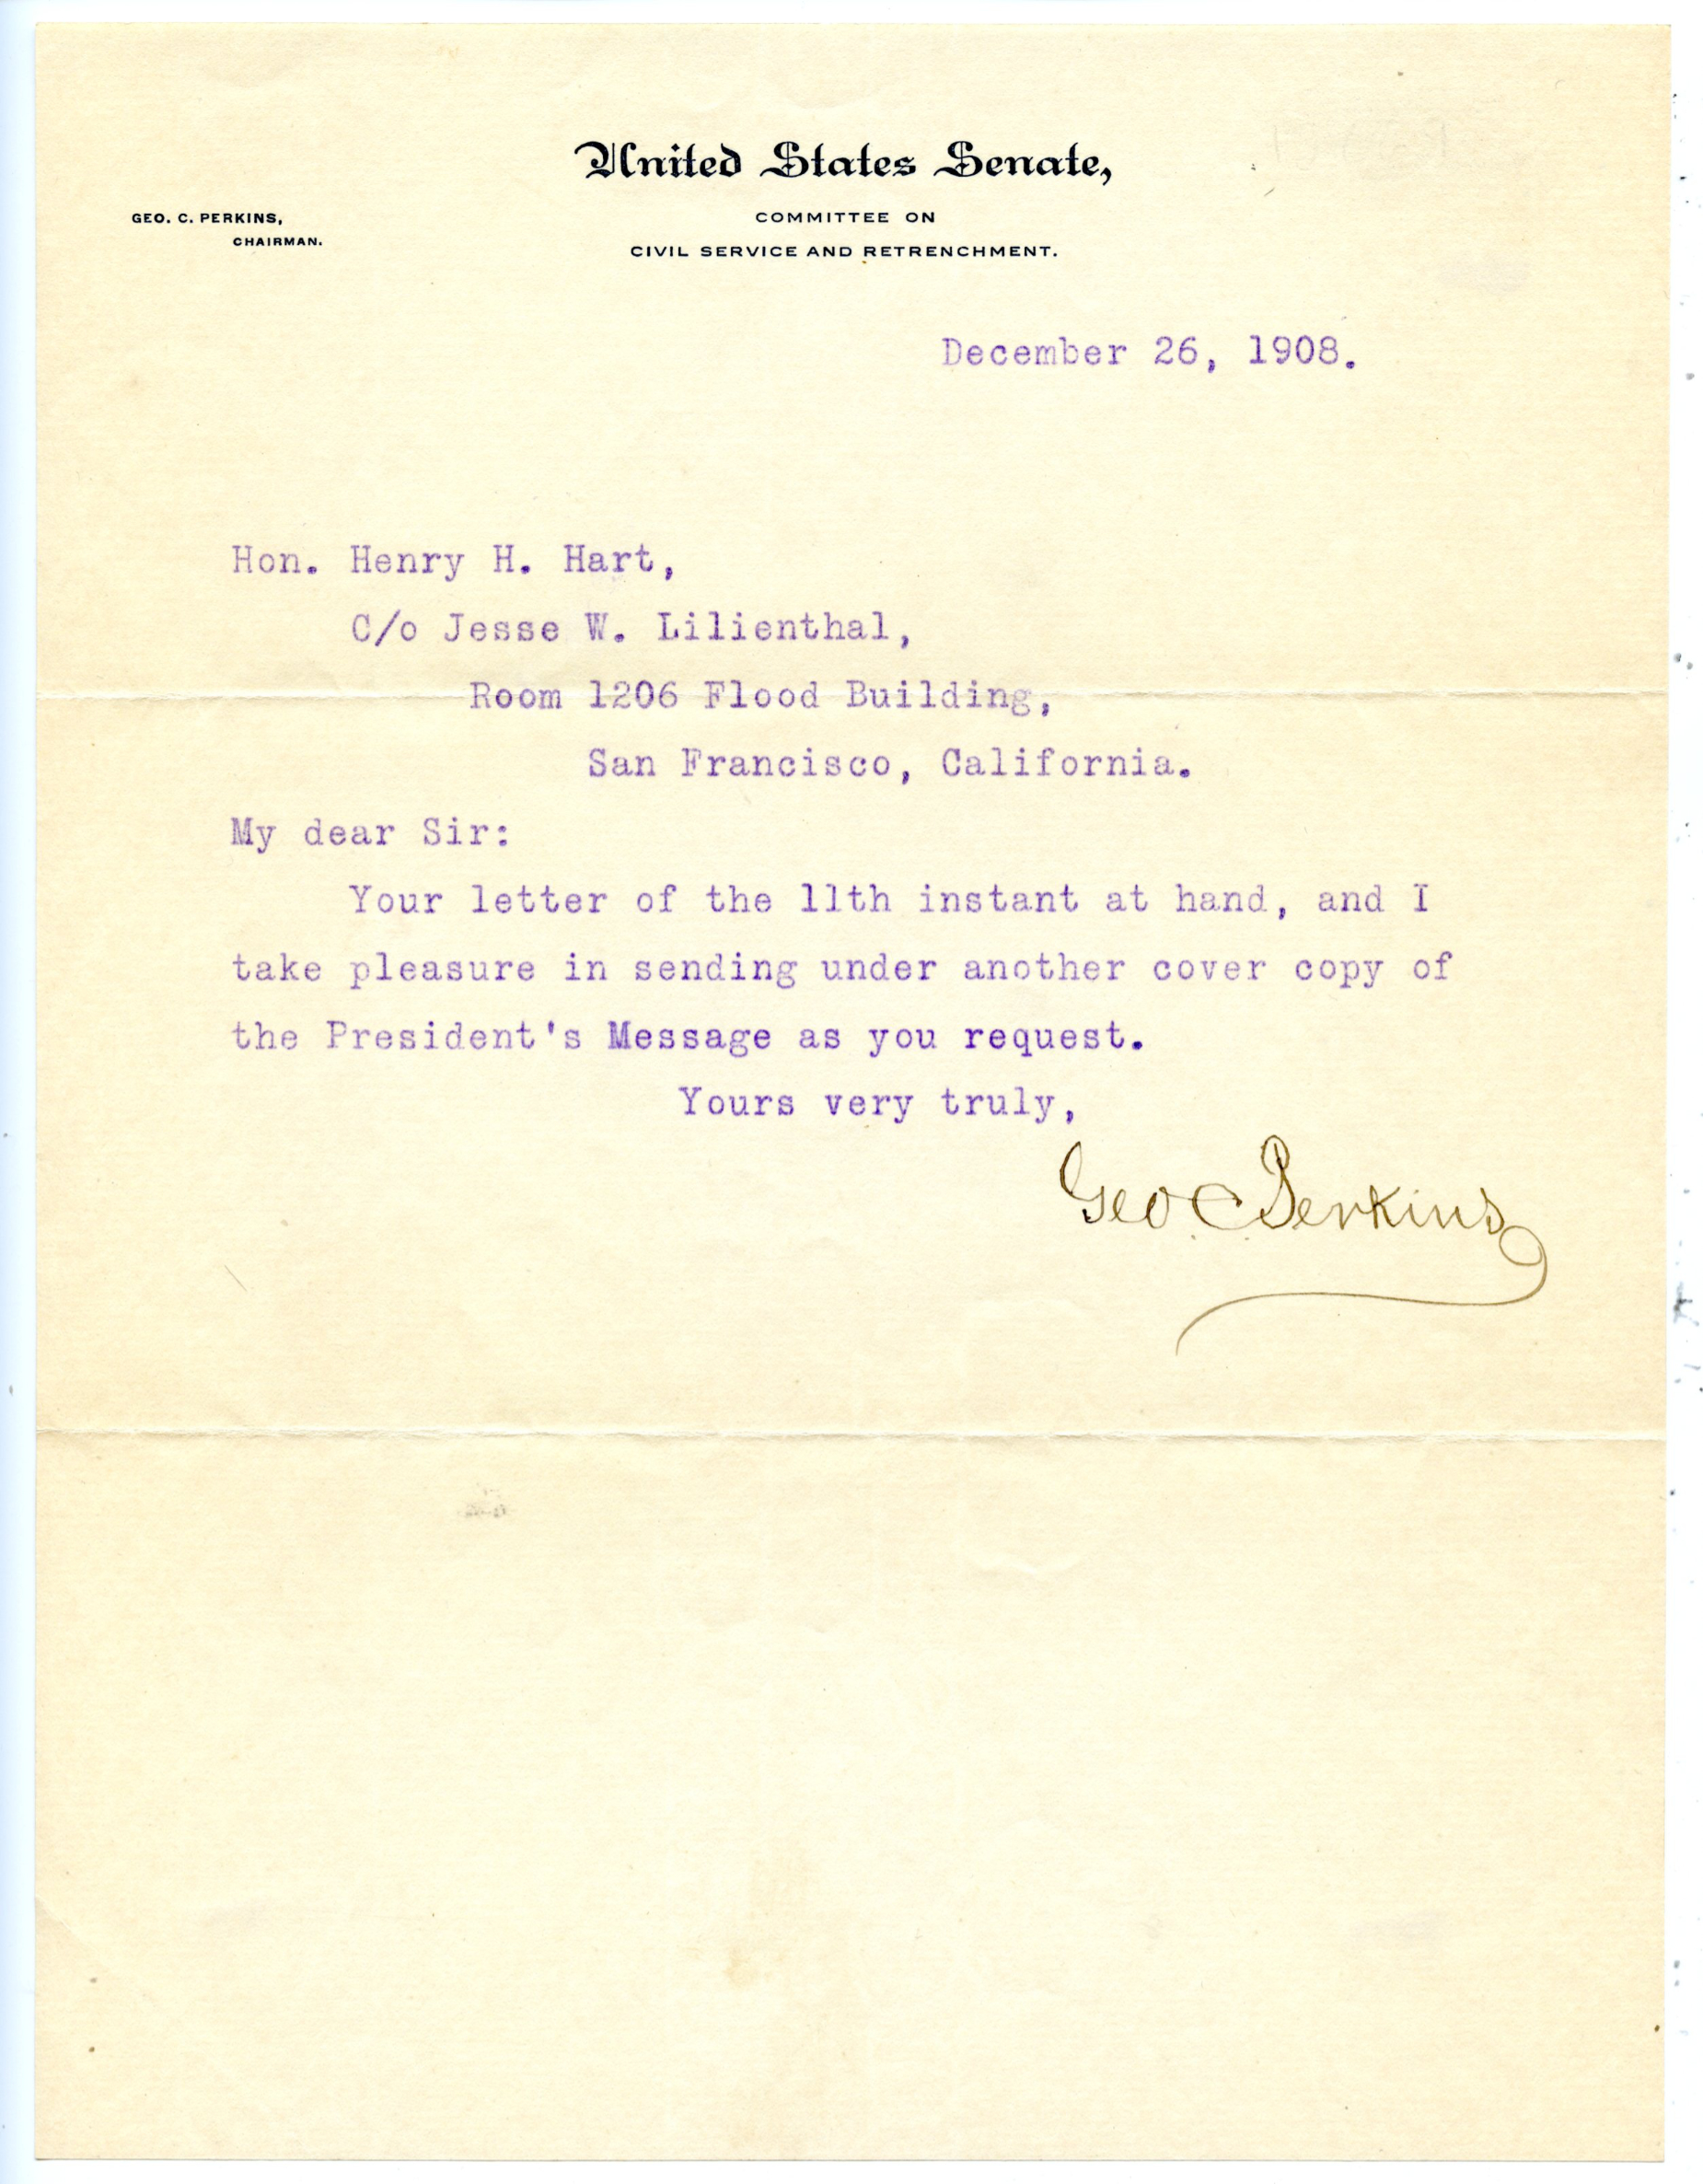 United States Senate,
GEO. C. PERKINS,
CHAIRMAN.
COMMITTEE ON
CIVIL SERVICE AND RETRENCHMENT.
December 26, 1908.
Hon. Henry H. Hart,
C/o Jesse W. Lilienthal,
Room 1206 Flood Building,
San Francisco, California.
My dear Sir:
Your letter of the 11th instant at hand, and I
take pleasure in sending under another cover copy of
the President's Message as you request.
Yours very truly,
Geo. C. Perkins